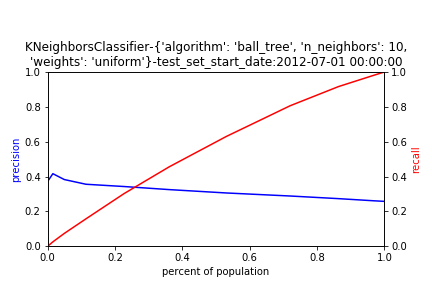 KNeighborsClassifier-{'algorithm': 'ball_tree', 'n_neighbors': 10,
'weights': 'uniform'}-test_set_start_date:2012-07-01 00:00:00
1.0
0.8
0.6
0.4
0.2
0.0
precision
1.0
0.8
0.6
0.4
0.2
0.0
recall
0.0 0.2 0.4 0.6 0.8 1.0
percent of population